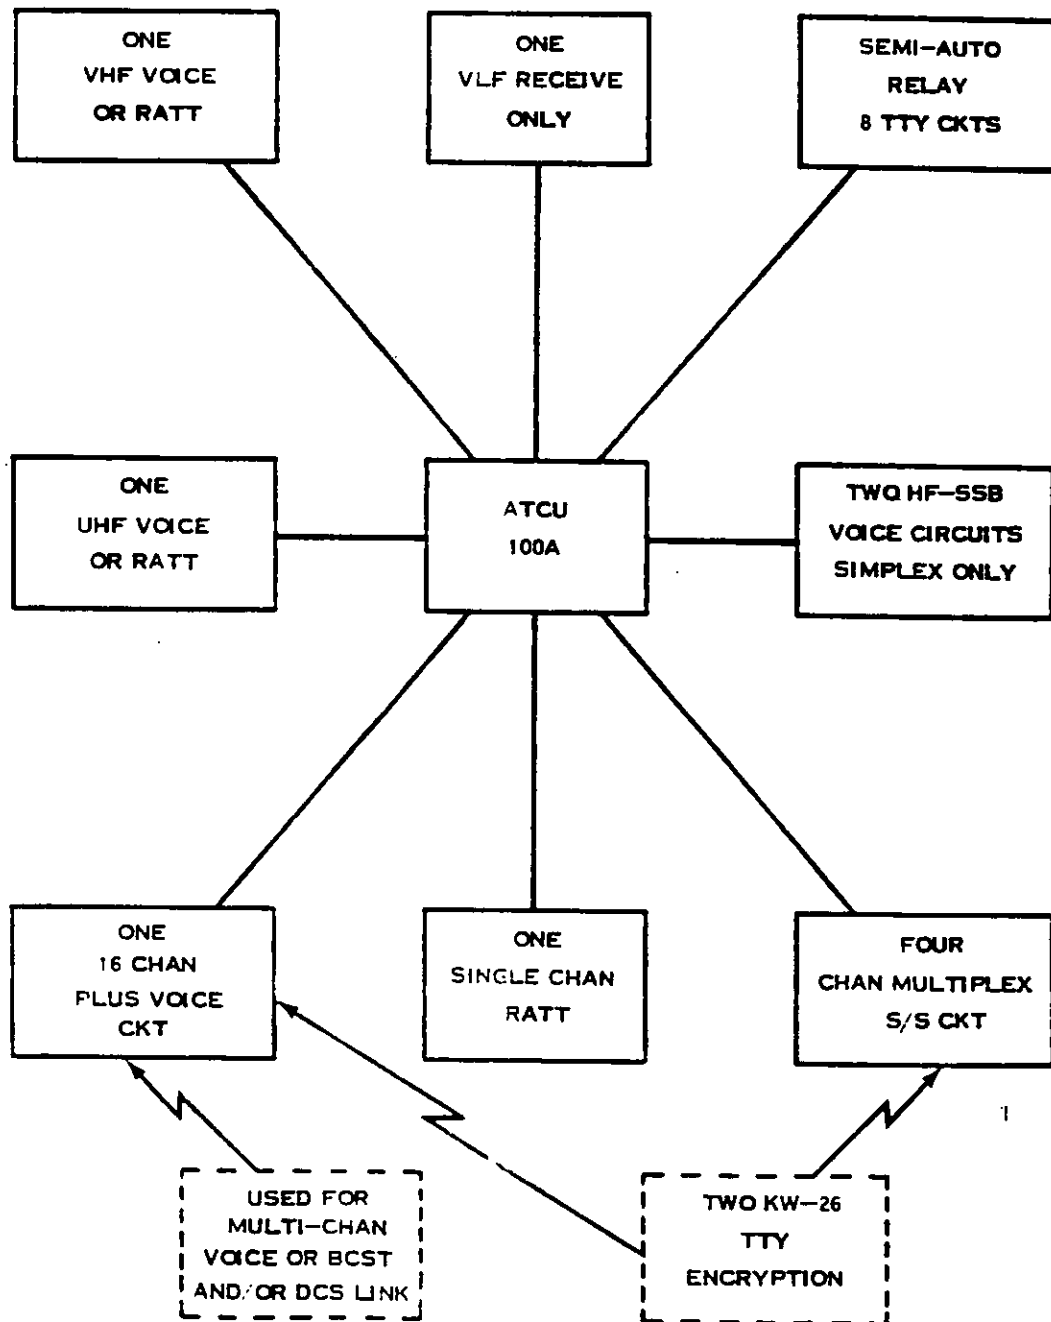 ONE
VHF VOICE
OR RATT
ONE
VLF RECEIVE
ONLY
SEMI-AUTO
RELAY
8 TTY CKTS
ONE
UHF VOICE
OR RATT
ATCU
100A
TWO HF-SSB
VOICE CIRCUITS
SIMPLEX ONLY
ONE
16 CHAN
PLUS VOICE
CKT
ONE
SINGLE CHAN
RATT
FOUR
CHAN MULTIPLEX
S/S CKT
USED FOR
MULTI-CHAN
VOICE OR BCST
AND/OR DCS LINK
TWO KW-26
TTY
ENCRYPTION